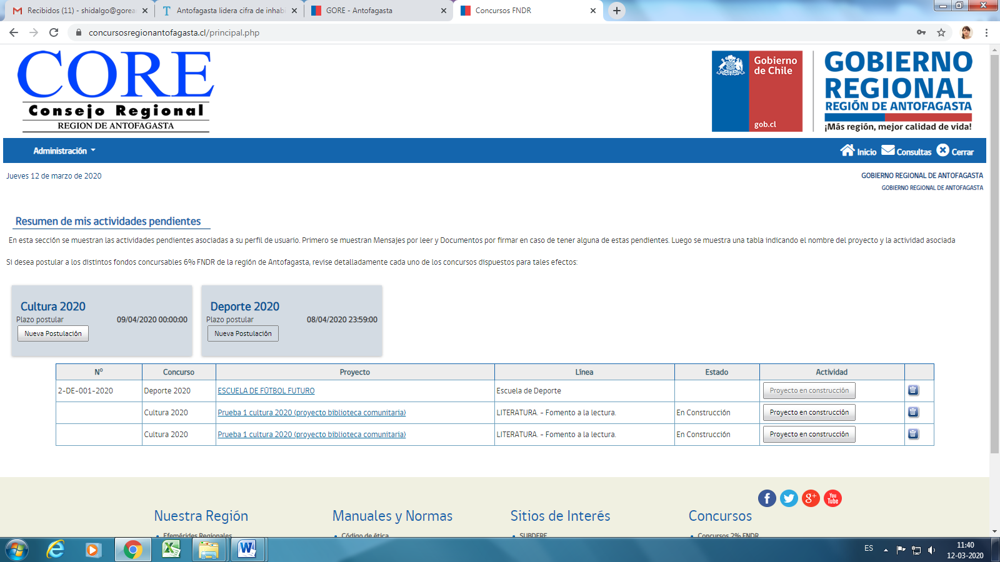 Recibidos (11) - shidalgo@gorea
Antofagasta lidera cifra de inhabi
GORE - Antofagasta
Concursos FNDR
concursosregionantofagasta.cl/principal.php
CORE
Consejo Regional
REGION DE ANTOFAGASTA
Gobierno
de Chile
gob.cl
GOBIERNO
REGIONAL
REGIÓN DE ANTOFAGASTA
¡Más región, mejor calidad de vida!
Administración
Inicio Consultas Cerrar
Jueves 12 de marzo de 2020
GOBIERNO REGIONAL DE ANTOFAGASTA
GOBIERNO REGIONAL DE ANTOFAGASTA
Resumen de mis actividades pendientes
En esta sección se muestran las actividades pendientes asociadas a su perfil de usuario. Primero se muestran Mensajes por leer y Documentos por firmar en caso de tener alguna de estas pendientes. Luego se muestra una tabla indicando el nombre del proyecto y la actividad asociada
Si desea postular a los distintos fondos concursables 6% FNDR de la región de Antofagasta, revise detalladamente cada uno de los concursos dispuestos para tales efectos:
Cultura 2020
Plazo postular 09/04/2020 00:00:00
Nueva Postulación
Deporte 2020
Plazo postular 08/04/2020 23:59:00
Nueva Postulación
Nº Concurso Proyecto Línea Estado Actividad
2-DE-001-2020 Deporte 2020 ESCUELA DE FÚTBOL FUTURO Escuela de Deporte Proyecto en construcción
Cultura 2020 Prueba 1 cultura 2020 (proyecto biblioteca comunitaria) LITERATURA. - Fomento a la lectura. En Construcción Proyecto en construcción
Cultura 2020 Prueba 1 cultura 2020 (proyecto biblioteca comunitaria) LITERATURA. - Fomento a la lectura. En Construcción Proyecto en construcción
Nuestra Región
Efemérides Regionales
Manuales y Normas
Código de ética
Sitios de Interés
SUBDERE
Concursos
Concursos 2% FNDR
You
Tube
ES
11:40
12-03-2020